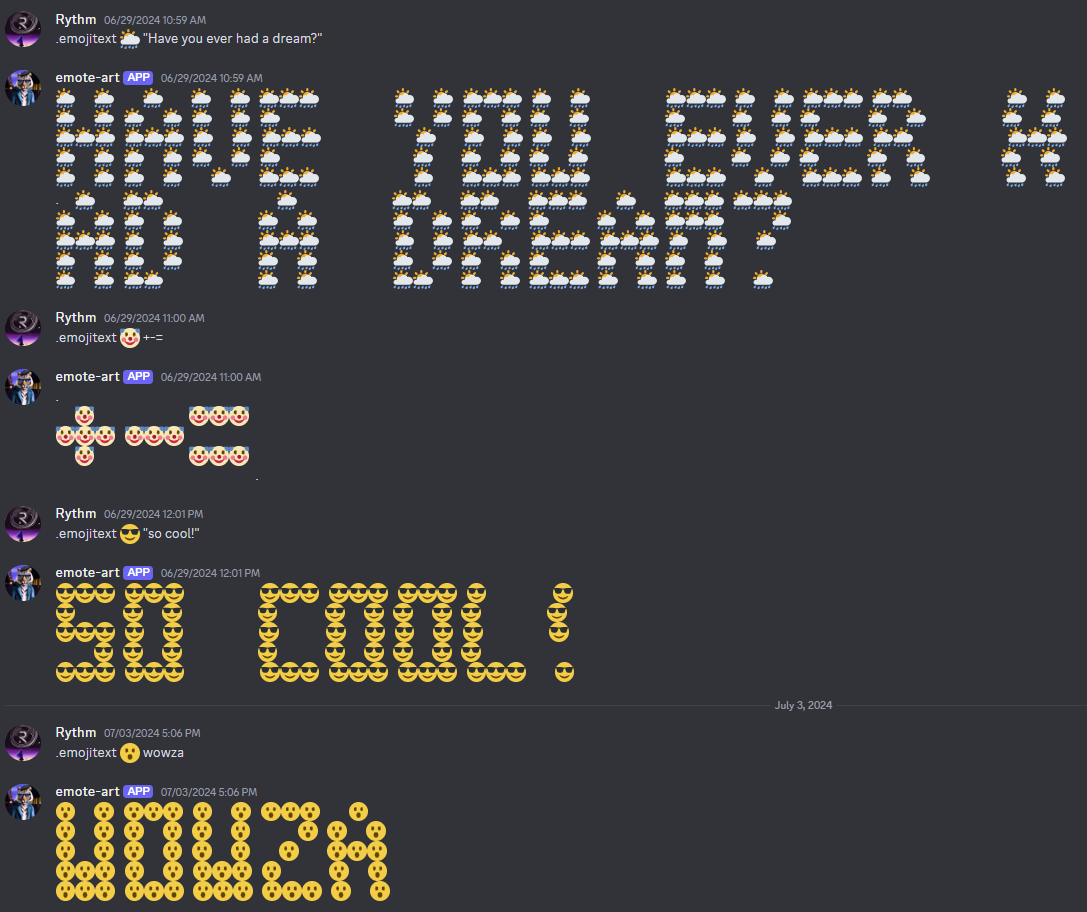 Rythm 06/29/2024 10:59 AM
.emojitext 🌦️ "Have you ever had a dream?"
emote-art APP 06/29/2024 10:59 AM
HAVE YOU EVER H
. AD A DREAM?
Rythm 06/29/2024 11:00 AM
.emojitext 🤡 +-=
emote-art APP 06/29/2024 11:00 AM
.
+-=
.
Rythm 06/29/2024 12:01 PM
.emojitext 😎 "so cool!"
emote-art APP 06/29/2024 12:01 PM
SO COOL!
July 3, 2024
Rythm 07/03/2024 5:06 PM
.emojitext 😮 wowza
emote-art APP 07/03/2024 5:06 PM
WOWZA